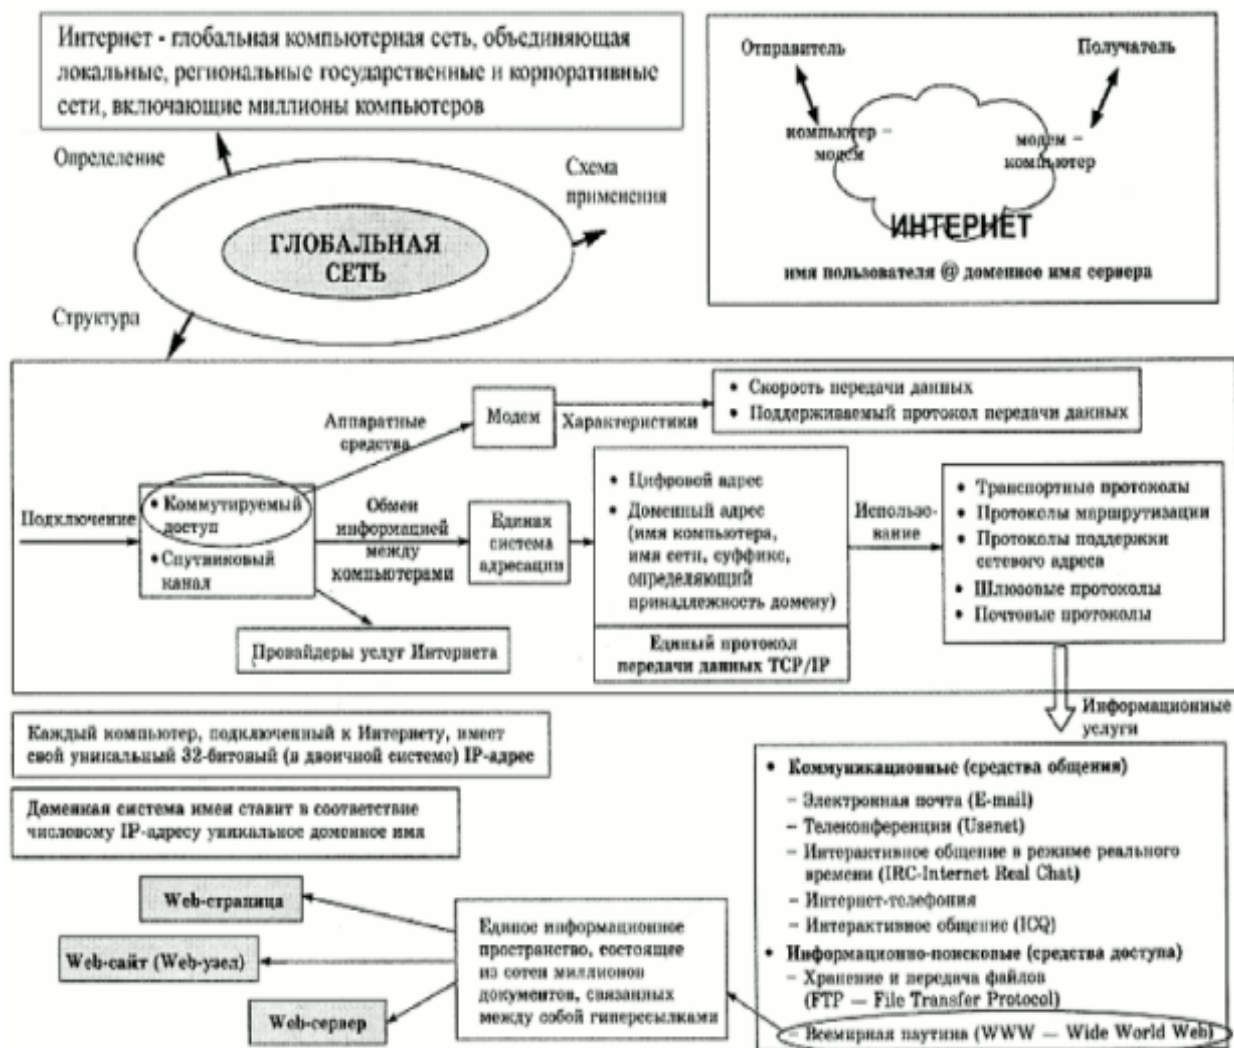 Интернет - глобальная компьютерная сеть, объединяющая
локальные, региональные государственные и корпоративные
сети, включающие миллионы компьютеров
Определение
Схема
применения
ГЛОБАЛЬНАЯ
СЕТЬ
Структура
Отправитель
Получатель
компьютер –
модем
модем –
компьютер
ИНТЕРНЕТ
имя пользователя @ доменное имя сервера
Подключение
• Коммутируемый
доступ
• Спутниковый
канал
Аппаратные
средства
Модем
Характеристики
• Скорость передачи данных
• Поддерживаемый протокол передачи данных
Обмен
информацией
между
компьютерами
Единая
система
адресации
• Цифровой адрес
• Доменный адрес
(имя компьютера,
имя сети, суффикс,
определяющий
принадлежность домену)
Единый протокол
передачи данных TCP/IP
Использо-
вание
• Транспортные протоколы
• Протоколы маршрутизации
• Протоколы поддержки
сетевого адреса
• Шлюзовые протоколы
• Почтовые протоколы
Провайдеры услуг Интернета
Информационные
услуги
Каждый компьютер, подключенный к Интернету, имеет
свой уникальный 32-битовый (в двоичной системе) IP-адрес
Доменная система имен ставит в соответствие
числовому IP-адресу уникальное доменное имя
• Коммуникационные (средства общения)
– Электронная почта (E-mail)
– Телеконференции (Usenet)
– Интерактивное общение в режиме реального
времени (IRC-Internet Real Chat)
– Интернет-телефония
– Интерактивное общение (ICQ)
• Информационно-поисковые (средства доступа)
– Хранение и передача файлов
(FTP — File Transfer Protocol)
– Всемирная паутина (WWW — Wide World Web)
Единое информационное
пространство, состоящее
из сотен миллионов
документов, связанных
между собой гиперссылками
Web-страница
Web-сайт (Web-узел)
Web-сервер